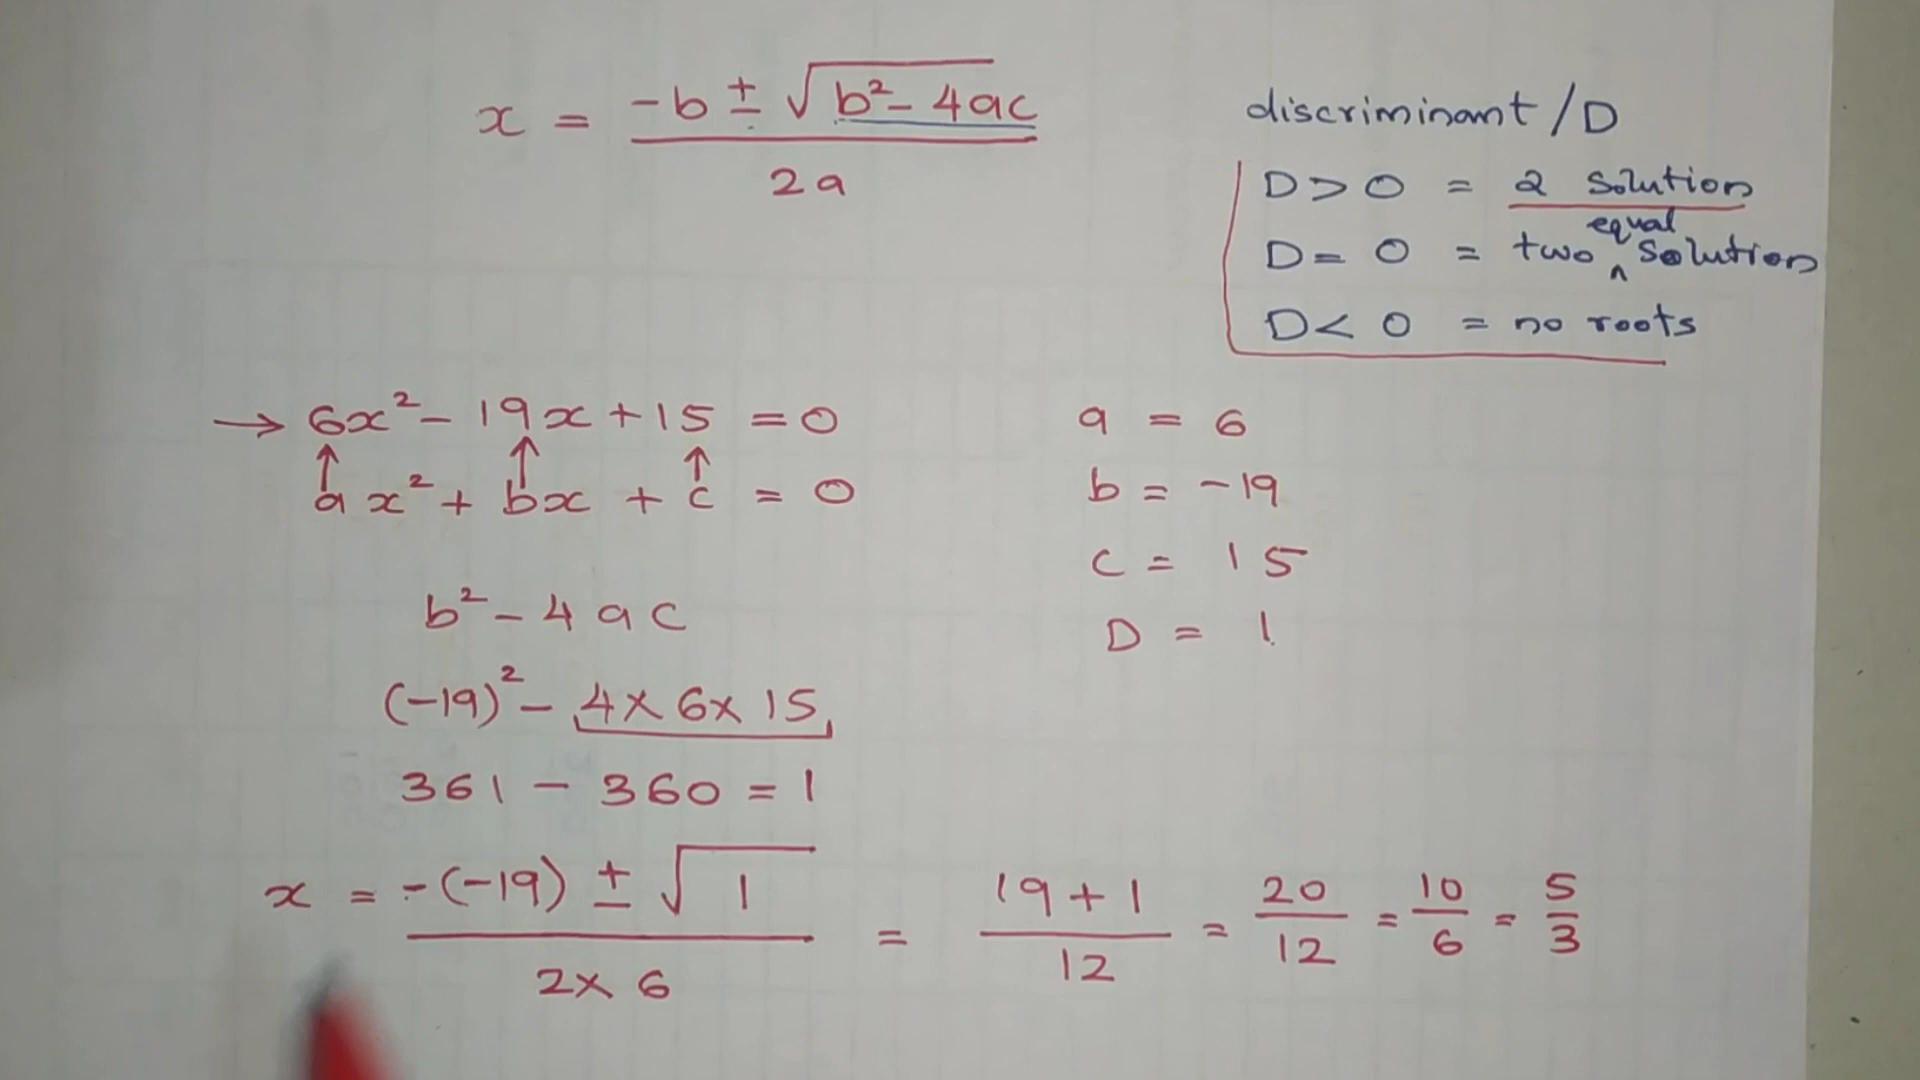 x = -b ± √b² - 4ac / 2a
discriminant / D
D > 0 = 2 solution
D = 0 = two equal solution
D < 0 = no roots
→ 6x² - 19x + 15 = 0
ax² + bx + c = 0
a = 6
b = -19
c = 15
D = 1
b² - 4ac
(-19)² - 4 × 6 × 15
361 - 360 = 1
x = -(-19) ± √1 / 2 × 6 = 19 + 1 / 12 = 20 / 12 = 10 / 6 = 5 / 3